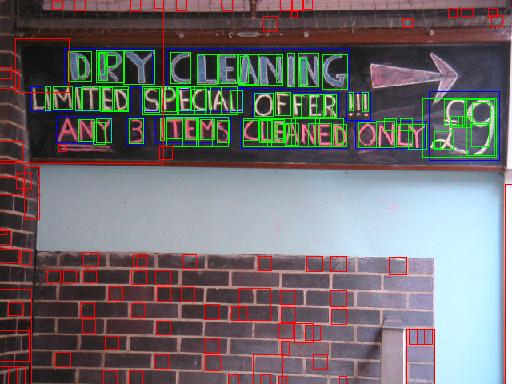 DRY CLEANING
LIMITED SPECIAL OFFER !!!
ANY 3 ITEMS CLEANED ONLY £9